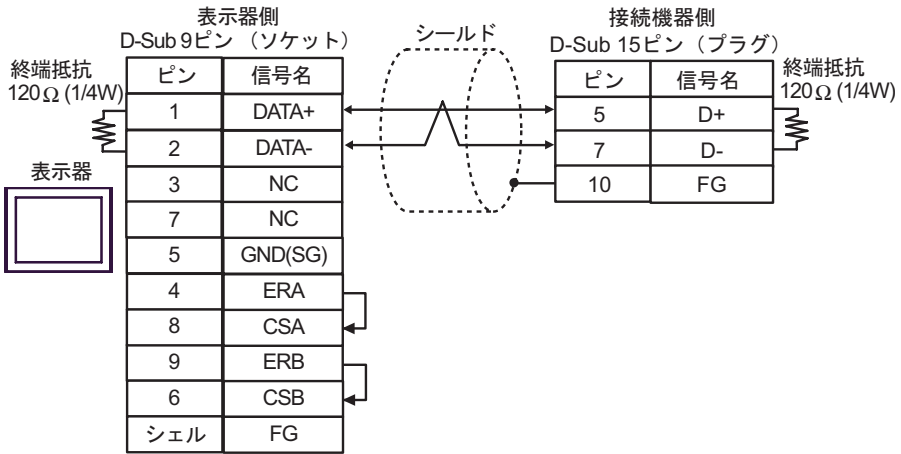 表示器側
D-Sub 9ピン （ソケット）
シールド
接続機器側
D-Sub 15ピン（プラグ）
終端抵抗
120Ω (1/4W)
ピン 信号名
1 DATA+
2 DATA-
3 NC
7 NC
5 GND(SG)
4 ERA
8 CSA
9 ERB
6 CSB
シェル FG
表示器
ピン 信号名
5 D+
7 D-
10 FG
終端抵抗
120Ω (1/4W)